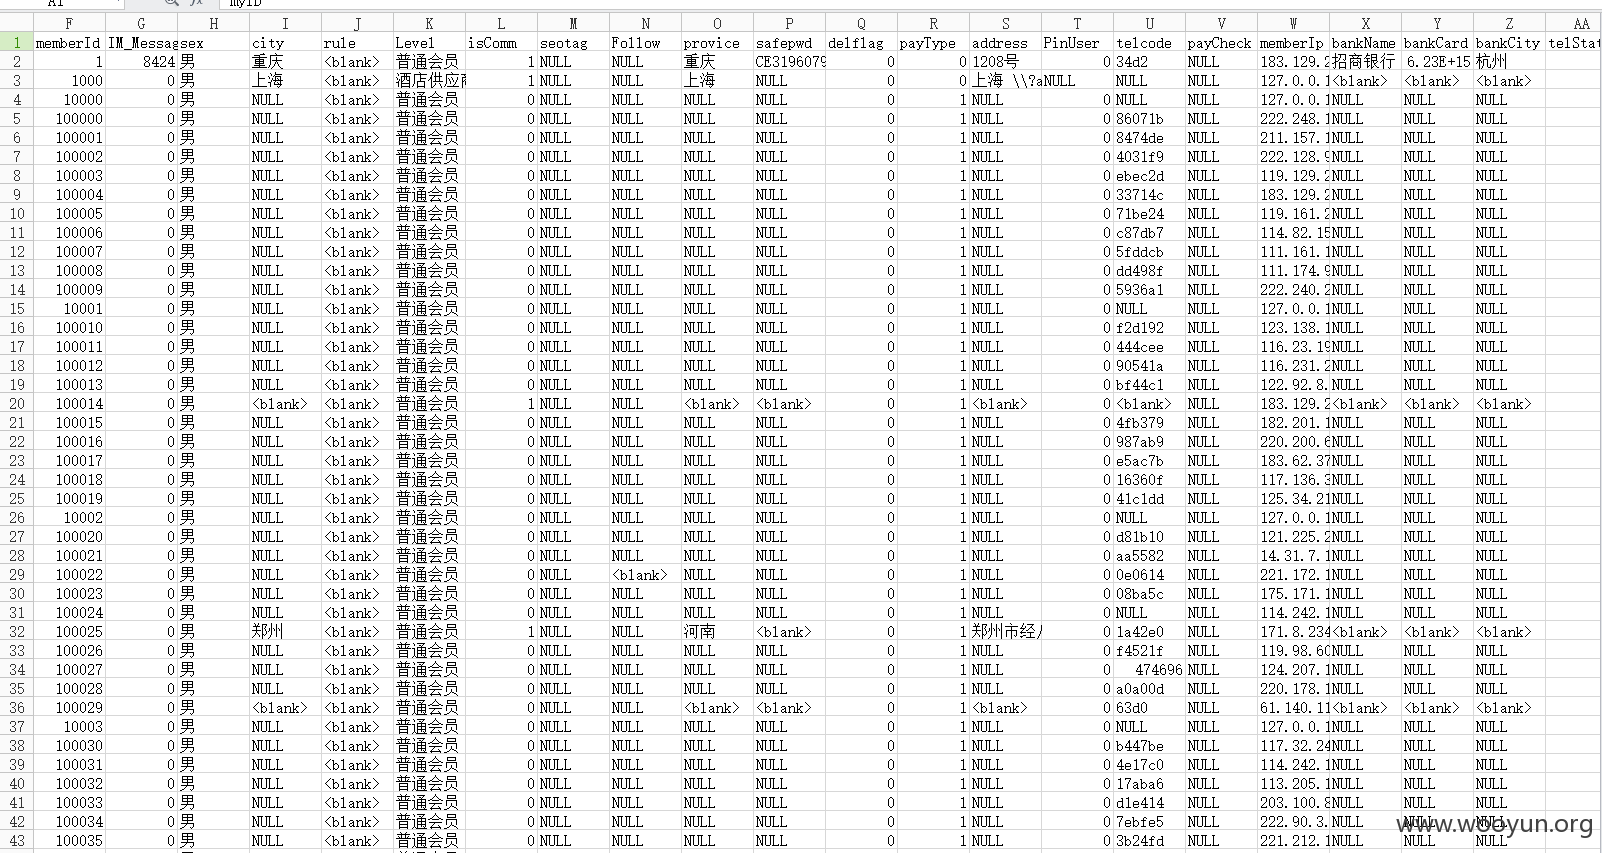 A1 myID
F G H I J K L M N O P Q R S T U V W X Y Z AA
1 memberId IM_Messag sex city rule Level isComm seotag Follow provice safepwd delflag payType address PinUser telcode payCheck memberIp bankName bankCard bankCity telStat
2 1 8424 男 重庆 <blank> 普通会员 1 NULL NULL 重庆 CE3196079 0 0 1208号 0 34d2 NULL 183.129.2 招商银行 6.23E+15 杭州
3 1000 0 男 上海 <blank> 酒店供应商 1 NULL NULL 上海 NULL 0 0 上海 \\?a NULL NULL NULL 127.0.0.1 <blank> <blank> <blank>
4 10000 0 男 NULL <blank> 普通会员 0 NULL NULL NULL NULL 0 1 NULL 0 NULL NULL 127.0.0.1 NULL NULL NULL
5 100000 0 男 NULL <blank> 普通会员 0 NULL NULL NULL NULL 0 1 NULL 0 86071b NULL 222.248.1 NULL NULL NULL
6 100001 0 男 NULL <blank> 普通会员 0 NULL NULL NULL NULL 0 1 NULL 0 8474de NULL 211.157.1 NULL NULL NULL
7 100002 0 男 NULL <blank> 普通会员 0 NULL NULL NULL NULL 0 1 NULL 0 4031f9 NULL 222.128.9 NULL NULL NULL
8 100003 0 男 NULL <blank> 普通会员 0 NULL NULL NULL NULL 0 1 NULL 0 ebec2d NULL 119.129.2 NULL NULL NULL
9 100004 0 男 NULL <blank> 普通会员 0 NULL NULL NULL NULL 0 1 NULL 0 33714c NULL 183.129.2 NULL NULL NULL
10 100005 0 男 NULL <blank> 普通会员 0 NULL NULL NULL NULL 0 1 NULL 0 71be24 NULL 119.161.2 NULL NULL NULL
11 100006 0 男 NULL <blank> 普通会员 0 NULL NULL NULL NULL 0 1 NULL 0 c87db7 NULL 114.82.15 NULL NULL NULL
12 100007 0 男 NULL <blank> 普通会员 0 NULL NULL NULL NULL 0 1 NULL 0 5fddcb NULL 111.161.1 NULL NULL NULL
13 100008 0 男 NULL <blank> 普通会员 0 NULL NULL NULL NULL 0 1 NULL 0 dd498f NULL 111.174.9 NULL NULL NULL
14 100009 0 男 NULL <blank> 普通会员 0 NULL NULL NULL NULL 0 1 NULL 0 5936a1 NULL 222.240.2 NULL NULL NULL
15 10001 0 男 NULL <blank> 普通会员 0 NULL NULL NULL NULL 0 1 NULL 0 NULL NULL 127.0.0.1 NULL NULL NULL
16 100010 0 男 NULL <blank> 普通会员 0 NULL NULL NULL NULL 0 1 NULL 0 f2d192 NULL 123.138.1 NULL NULL NULL
17 100011 0 男 NULL <blank> 普通会员 0 NULL NULL NULL NULL 0 1 NULL 0 444cee NULL 116.23.19 NULL NULL NULL
18 100012 0 男 NULL <blank> 普通会员 0 NULL NULL NULL NULL 0 1 NULL 0 90541a NULL 116.231.2 NULL NULL NULL
19 100013 0 男 NULL <blank> 普通会员 0 NULL NULL NULL NULL 0 1 NULL 0 bf44c1 NULL 122.92.8. NULL NULL NULL
20 100014 0 男 <blank> <blank> 普通会员 1 NULL NULL <blank> <blank> 0 1 <blank> 0 <blank> NULL 183.129.2 <blank> <blank> <blank>
21 100015 0 男 NULL <blank> 普通会员 0 NULL NULL NULL NULL 0 1 NULL 0 4fb379 NULL 182.201.1 NULL NULL NULL
22 100016 0 男 NULL <blank> 普通会员 0 NULL NULL NULL NULL 0 1 NULL 0 987ab9 NULL 220.200.6 NULL NULL NULL
23 100017 0 男 NULL <blank> 普通会员 0 NULL NULL NULL NULL 0 1 NULL 0 e5ac7b NULL 183.62.37 NULL NULL NULL
24 100018 0 男 NULL <blank> 普通会员 0 NULL NULL NULL NULL 0 1 NULL 0 16360f NULL 117.136.3 NULL NULL NULL
25 100019 0 男 NULL <blank> 普通会员 0 NULL NULL NULL NULL 0 1 NULL 0 41c1dd NULL 125.34.21 NULL NULL NULL
26 10002 0 男 NULL <blank> 普通会员 0 NULL NULL NULL NULL 0 1 NULL 0 NULL NULL 127.0.0.1 NULL NULL NULL
27 100020 0 男 NULL <blank> 普通会员 0 NULL NULL NULL NULL 0 1 NULL 0 d81b10 NULL 121.225.2 NULL NULL NULL
28 100021 0 男 NULL <blank> 普通会员 0 NULL NULL NULL NULL 0 1 NULL 0 aa5582 NULL 14.31.7.1 NULL NULL NULL
29 100022 0 男 NULL <blank> 普通会员 0 NULL <blank> NULL NULL 0 1 NULL 0 0e0614 NULL 221.172.1 NULL NULL NULL
30 100023 0 男 NULL <blank> 普通会员 0 NULL NULL NULL NULL 0 1 NULL 0 08ba5c NULL 175.171.1 NULL NULL NULL
31 100024 0 男 NULL <blank> 普通会员 0 NULL NULL NULL NULL 0 1 NULL 0 NULL NULL 114.242.1 NULL NULL NULL
32 100025 0 男 郑州 <blank> 普通会员 1 NULL NULL 河南 <blank> 0 1 郑州市经 0 1a42e0 NULL 171.8.234 <blank> <blank> <blank>
33 100026 0 男 NULL <blank> 普通会员 0 NULL NULL NULL NULL 0 1 NULL 0 f4521f NULL 119.98.60 NULL NULL NULL
34 100027 0 男 NULL <blank> 普通会员 0 NULL NULL NULL NULL 0 1 NULL 0 474696 NULL 124.207.1 NULL NULL NULL
35 100028 0 男 NULL <blank> 普通会员 0 NULL NULL NULL NULL 0 1 NULL 0 a0a00d NULL 220.178.1 NULL NULL NULL
36 100029 0 男 <blank> <blank> 普通会员 0 NULL NULL <blank> <blank> 0 1 <blank> 0 63d0 NULL 61.140.11 <blank> <blank> <blank>
37 10003 0 男 NULL <blank> 普通会员 0 NULL NULL NULL NULL 0 1 NULL 0 NULL NULL 127.0.0.1 NULL NULL NULL
38 100030 0 男 NULL <blank> 普通会员 0 NULL NULL NULL NULL 0 1 NULL 0 b447be NULL 117.32.24 NULL NULL NULL
39 100031 0 男 NULL <blank> 普通会员 0 NULL NULL NULL NULL 0 1 NULL 0 4e17c0 NULL 114.242.1 NULL NULL NULL
40 100032 0 男 NULL <blank> 普通会员 0 NULL NULL NULL NULL 0 1 NULL 0 17aba6 NULL 113.205.1 NULL NULL NULL
41 100033 0 男 NULL <blank> 普通会员 0 NULL NULL NULL NULL 0 1 NULL 0 d1e414 NULL 203.100.8 NULL NULL NULL
42 100034 0 男 NULL <blank> 普通会员 0 NULL NULL NULL NULL 0 1 NULL 0 7ebfe5 NULL 222.90.3. NULL NULL NULL
43 100035 0 男 NULL <blank> 普通会员 0 NULL NULL NULL NULL 0 1 NULL 0 3b24fd NULL 221.212.1 NULL NULL NULL
www.wooyun.org